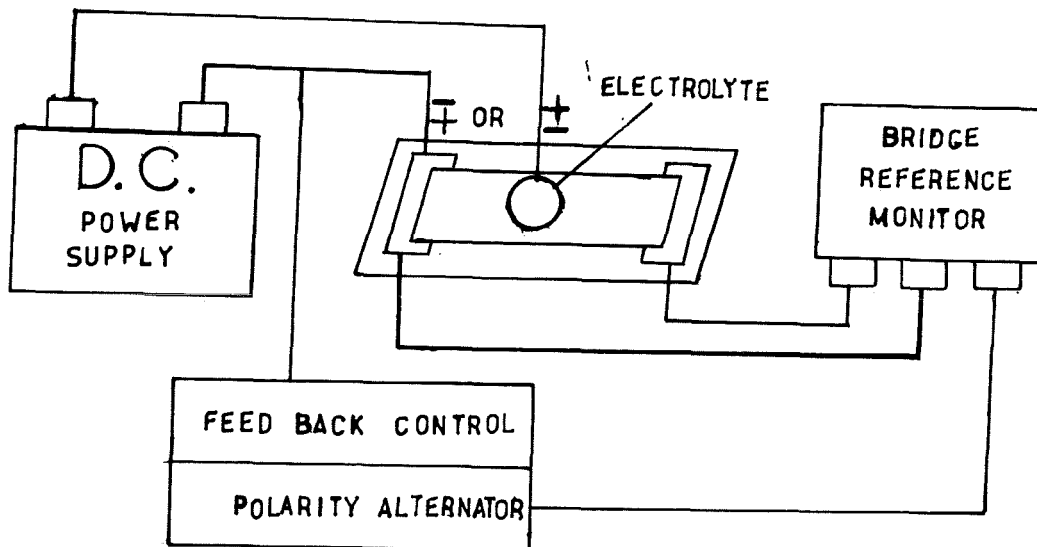 D.C.
POWER
SUPPLY
∓ OR ±
ELECTROLYTE
BRIDGE
REFERENCE
MONITOR
FEED BACK CONTROL
POLARITY ALTERNATOR